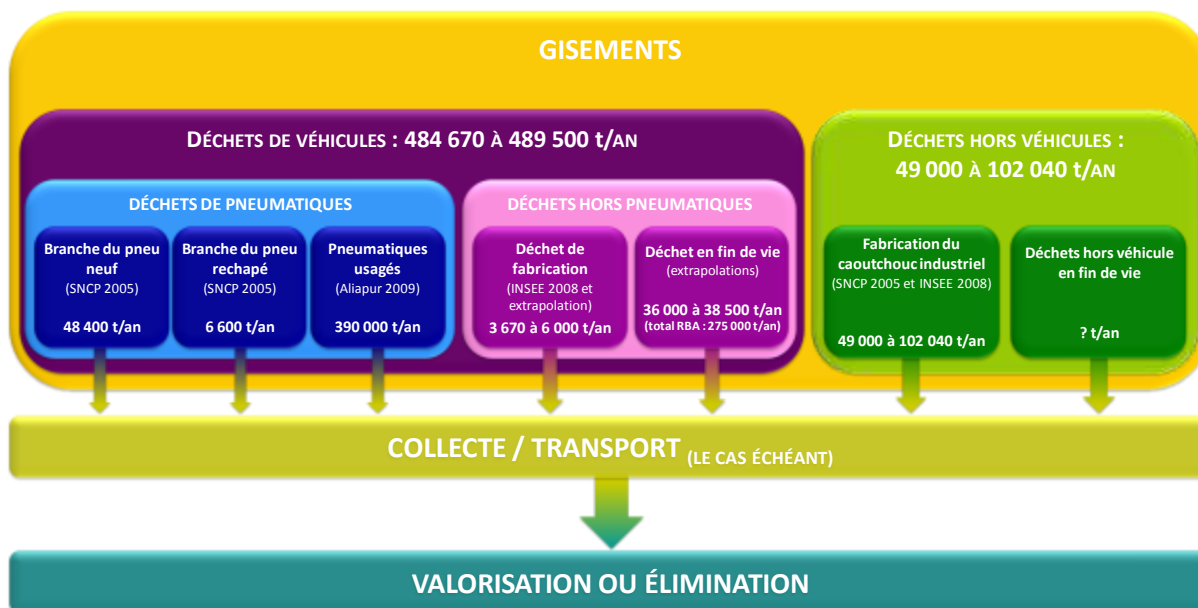 GISEMENTS
DÉCHETS DE VÉHICULES : 484 670 À 489 500 T/AN
DÉCHETS HORS VÉHICULES :
49 000 À 102 040 T/AN
DÉCHETS DE PNEUMATIQUES
DÉCHETS HORS PNEUMATIQUES
Branche du pneu
neuf
(SNCP 2005)
48 400 t/an
Branche du pneu
rechapé
(SNCP 2005)
6 600 t/an
Pneumatiques
usagés
(Aliapur 2009)
390 000 t/an
Déchet de
fabrication
(INSEE 2008 et
extrapolation)
3 670 à 6 000 t/an
Déchet en fin de vie
(extrapolations)
36 000 à 38 500 t/an
(total RBA : 275 000 t/an)
Fabrication du
caoutchouc industriel
(SNCP 2005 et INSEE 2008)
49 000 à 102 040 t/an
Déchets hors véhicule
en fin de vie
? t/an
COLLECTE / TRANSPORT (LE CAS ÉCHÉANT)
VALORISATION OU ÉLIMINATION